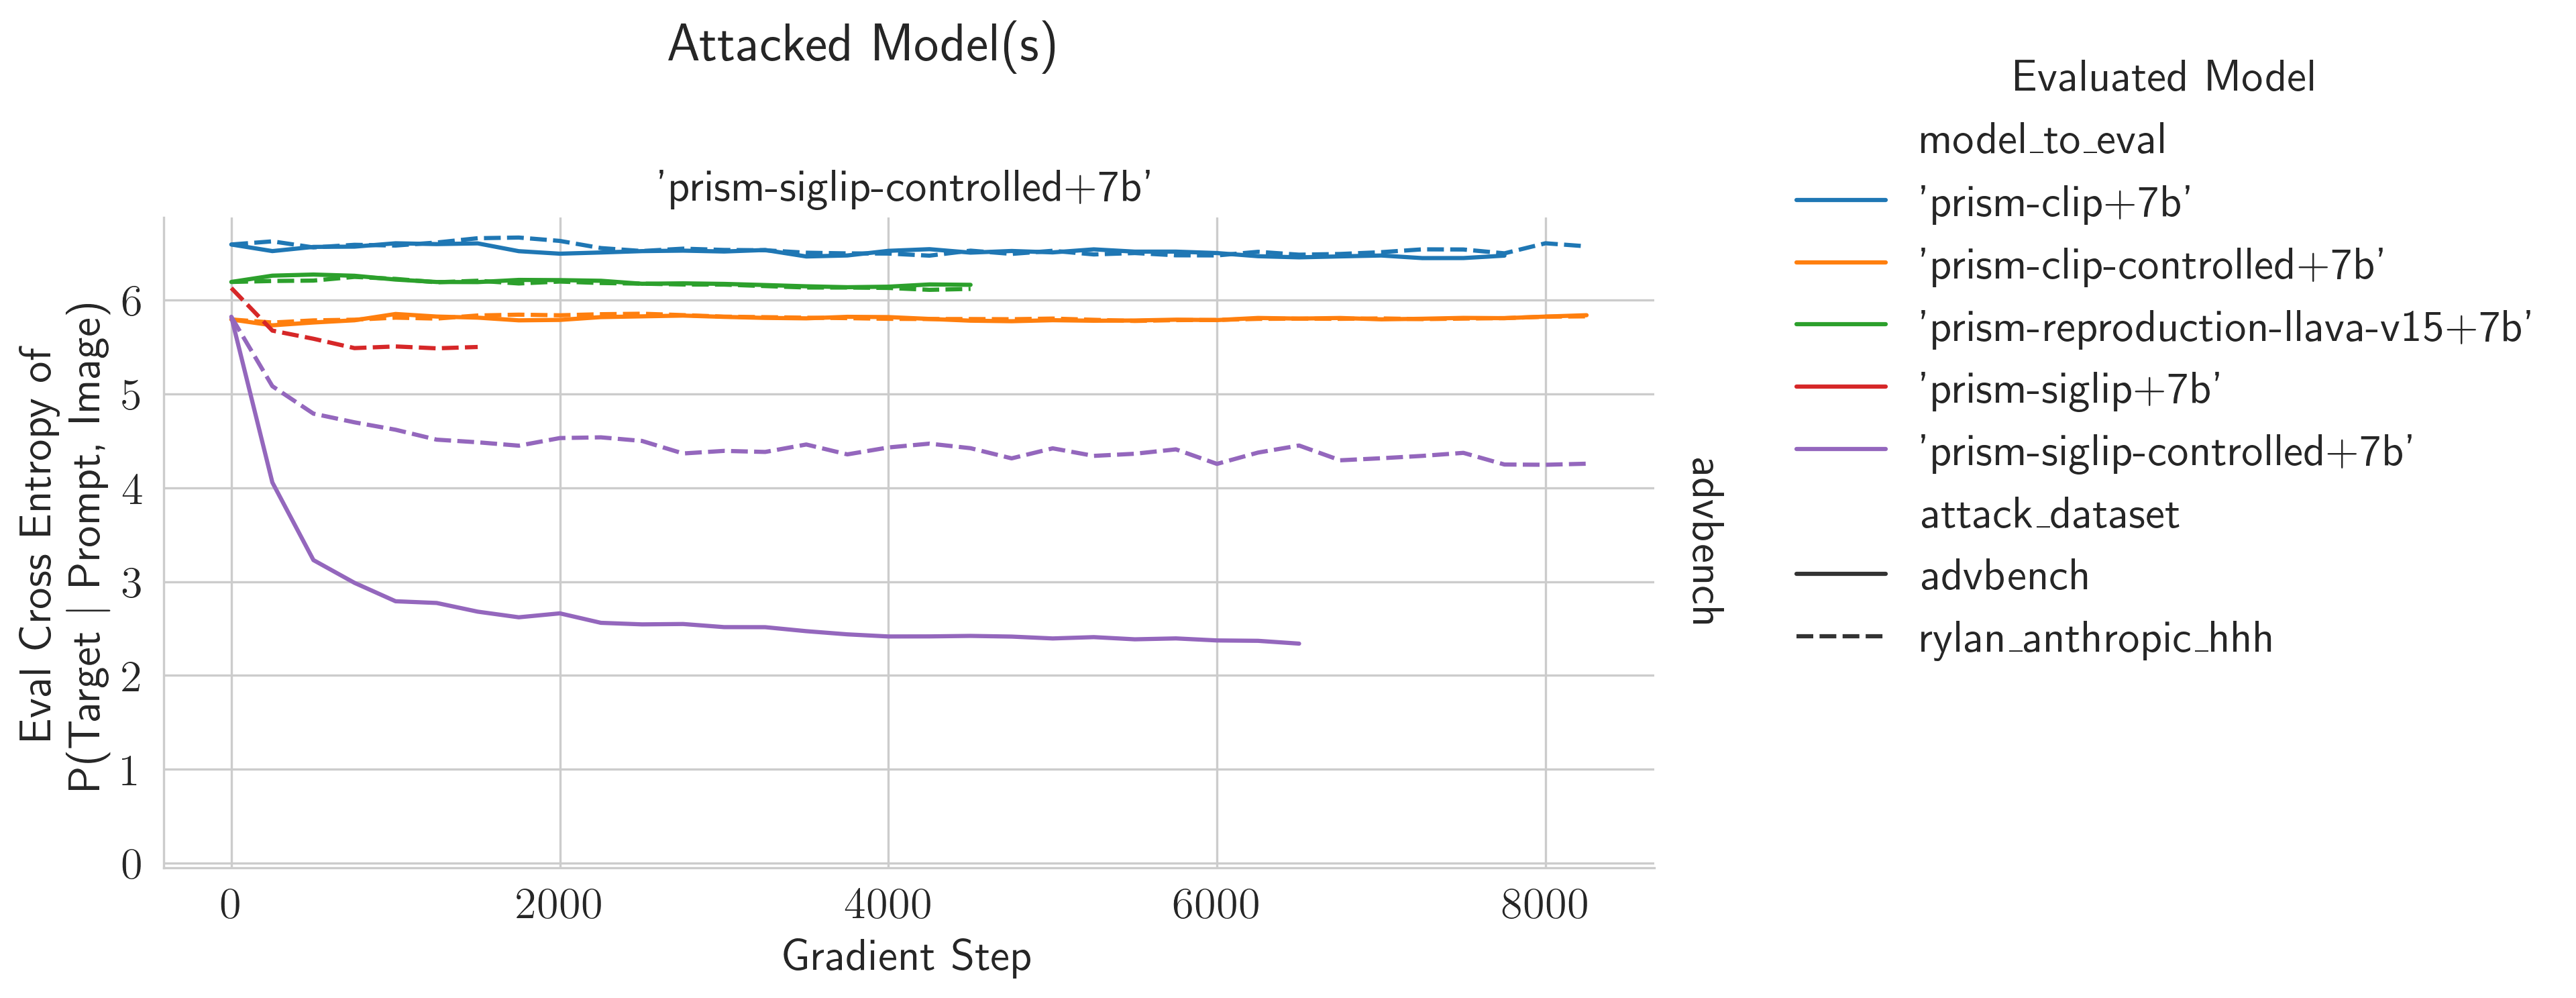 Attacked Model(s)
'prism-siglip-controlled+7b'
Eval Cross Entropy of
P(Target | Prompt, Image)
6
5
4
3
2
1
0
0 2000 4000 6000 8000
Gradient Step
advbench
Evaluated Model
model_to_eval
'prism-clip+7b'
'prism-clip-controlled+7b'
'prism-reproduction-llava-v15+7b'
'prism-siglip+7b'
'prism-siglip-controlled+7b'
attack_dataset
advbench
rylan_anthropic_hhh